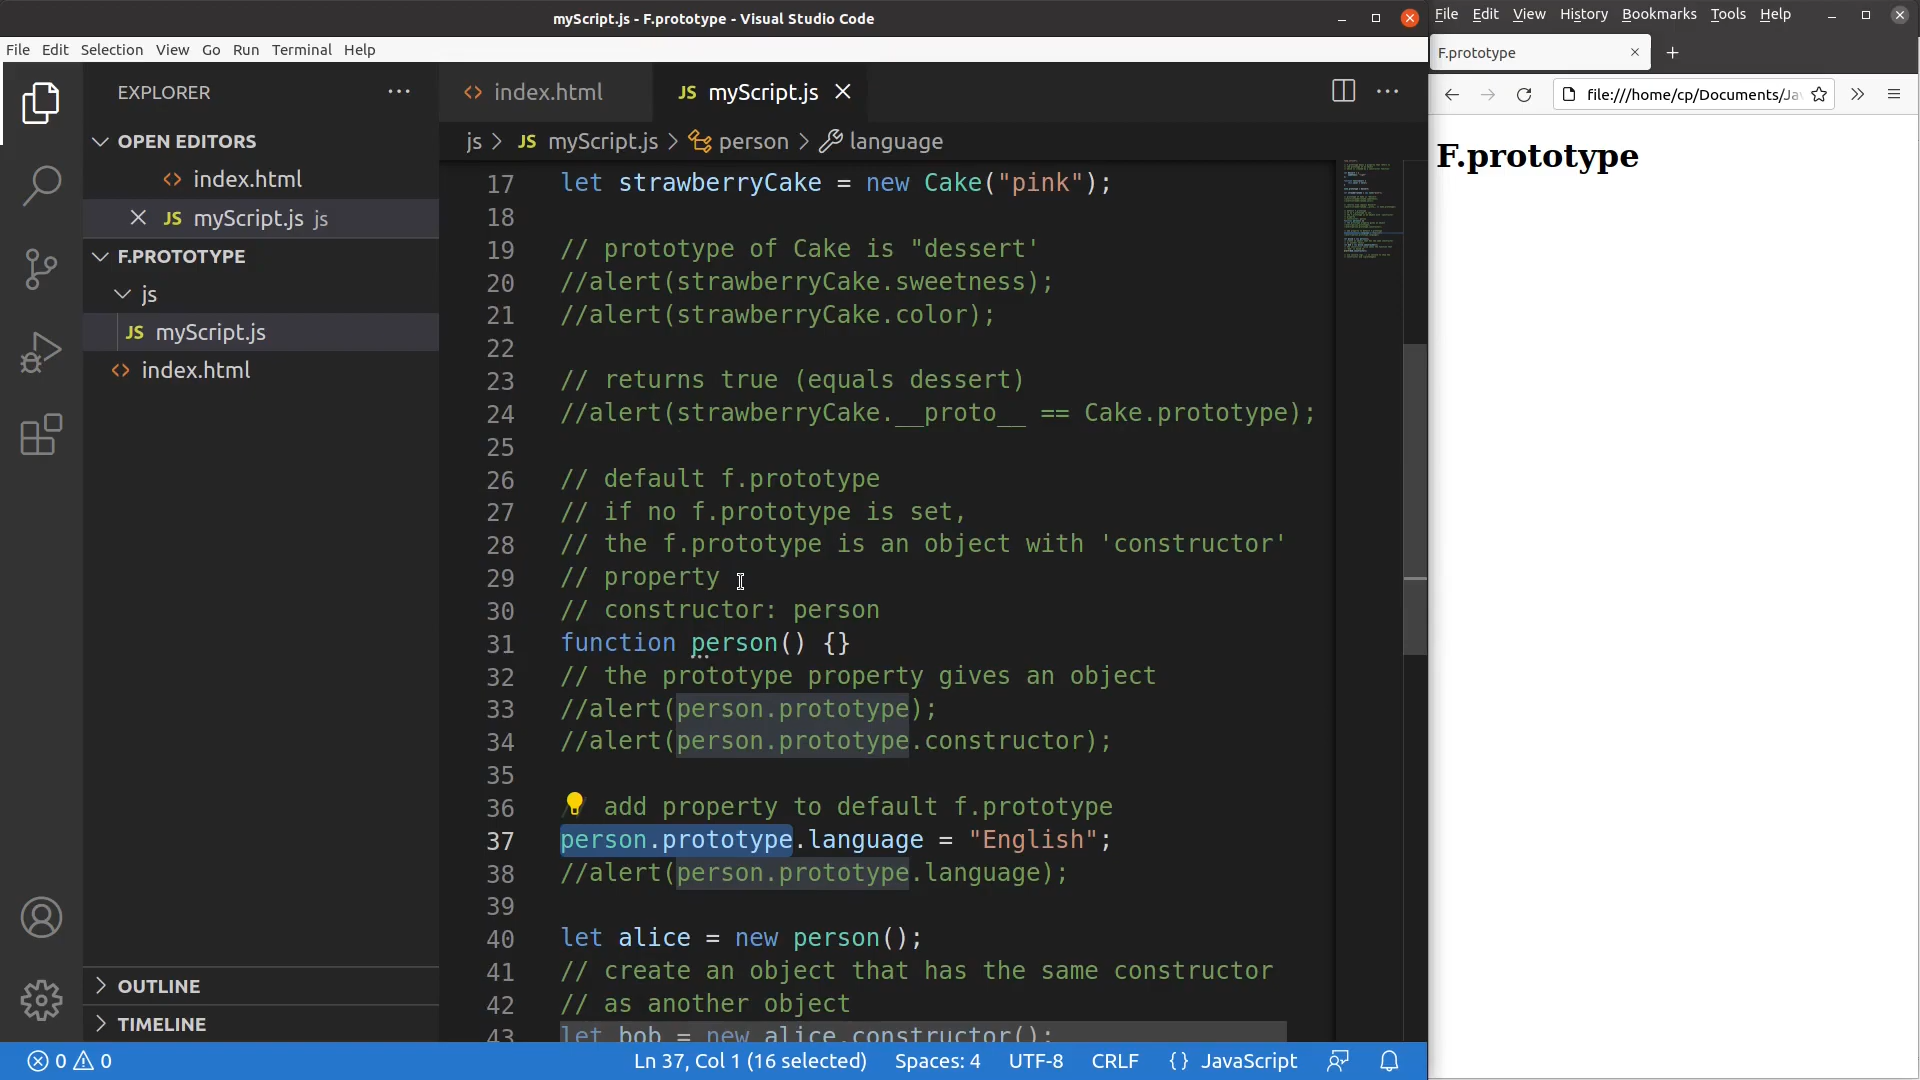 myScript.js - F.prototype - Visual Studio Code
File Edit Selection View Go Run Terminal Help
EXPLORER
OPEN EDITORS
index.html
myScript.js js
F.PROTOTYPE
js
myScript.js
index.html
OUTLINE
TIMELINE
index.html
JS myScript.js
js > JS myScript.js > person > language
17 let strawberryCake = new Cake("pink");
18
19 // prototype of Cake is "dessert'
20 //alert(strawberryCake.sweetness);
21 //alert(strawberryCake.color);
22
23 // returns true (equals dessert)
24 //alert(strawberryCake.__proto__ == Cake.prototype);
25
26 // default f.prototype
27 // if no f.prototype is set,
28 // the f.prototype is an object with 'constructor'
29 // property
30 // constructor: person
31 function person() {}
32 // the prototype property gives an object
33 //alert(person.prototype);
34 //alert(person.prototype.constructor);
35
36 // add property to default f.prototype
37 person.prototype.language = "English";
38 //alert(person.prototype.language);
39
40 let alice = new person();
41 // create an object that has the same constructor
42 // as another object
43 let bob = new alice.constructor();
0 0
Ln 37, Col 1 (16 selected) Spaces: 4 UTF-8 CRLF {} JavaScript
File Edit View History Bookmarks Tools Help
F.prototype
file:///home/cp/Documents/Ja
F.prototype